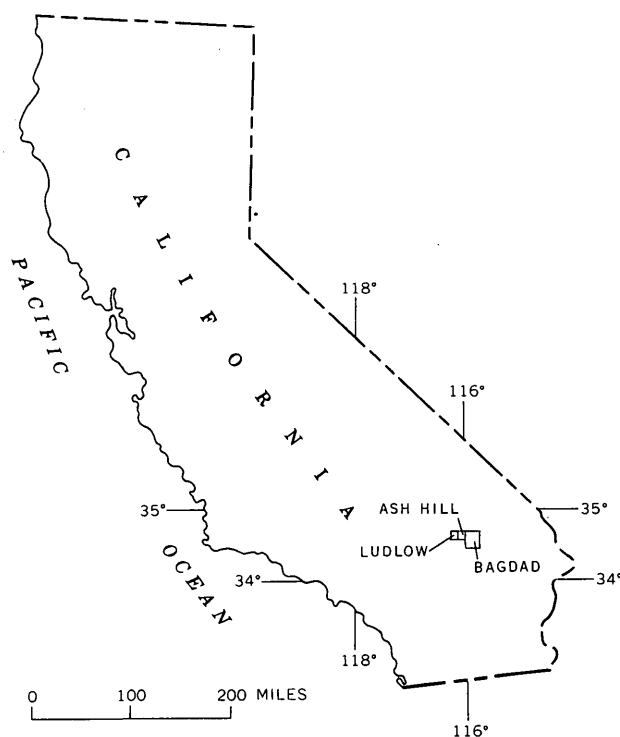 CALIFORNIA
PACIFIC
OCEAN
118°
116°
35°
35°
ASH HILL
LUDLOW
BAGDAD
34°
34°
118°
116°
0 100 200 MILES